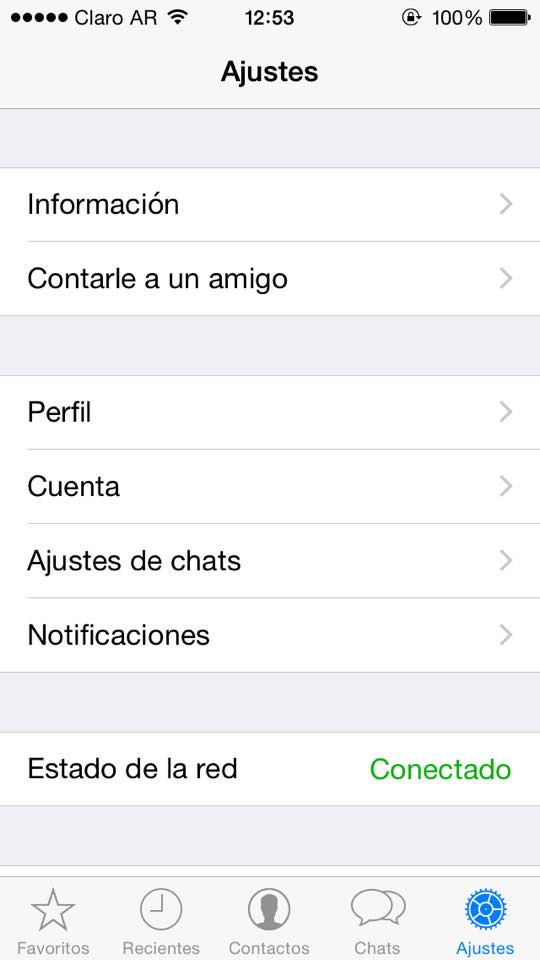 Claro AR 12:53 100%
Ajustes
Información
Contarle a un amigo
Perfil
Cuenta
Ajustes de chats
Notificaciones
Estado de la red Conectado
Favoritos Recientes Contactos Chats Ajustes